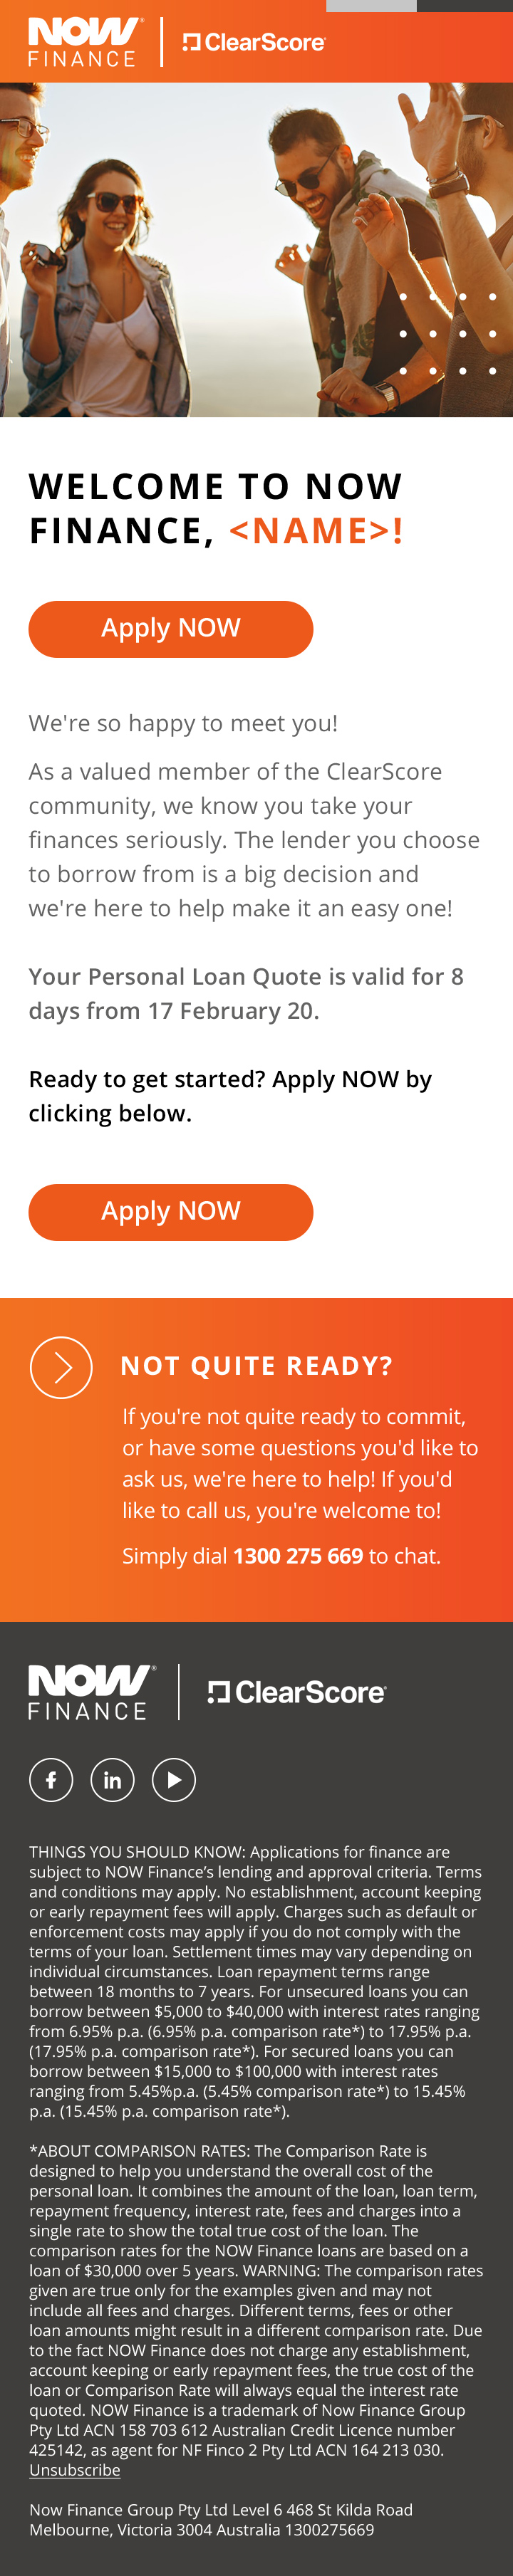 NOW
FINANCE
ClearScore
WELCOME TO NOW
FINANCE, <NAME>!
Apply NOW
We're so happy to meet you!
As a valued member of the ClearScore
community, we know you take your
finances seriously. The lender you choose
to borrow from is a big decision and
we're here to help make it an easy one!
Your Personal Loan Quote is valid for 8
days from 17 February 20.
Ready to get started? Apply NOW by
clicking below.
Apply NOW
NOT QUITE READY?
If you're not quite ready to commit,
or have some questions you'd like to
ask us, we're here to help! If you'd
like to call us, you're welcome to!
Simply dial 1300 275 669 to chat.
NOW®
FINANCE
ClearScore
f in
THINGS YOU SHOULD KNOW: Applications for finance are
subject to NOW Finance’s lending and approval criteria. Terms
and conditions may apply. No establishment, account keeping
or early repayment fees will apply. Charges such as default or
enforcement costs may apply if you do not comply with the
terms of your loan. Settlement times may vary depending on
individual circumstances. Loan repayment terms range
between 18 months to 7 years. For unsecured loans you can
borrow between $5,000 to $40,000 with interest rates ranging
from 6.95% p.a. (6.95% p.a. comparison rate*) to 17.95% p.a.
(17.95% p.a. comparison rate*). For secured loans you can
borrow between $15,000 to $100,000 with interest rates
ranging from 5.45%p.a. (5.45% comparison rate*) to 15.45%
p.a. (15.45% p.a. comparison rate*).
*ABOUT COMPARISON RATES: The Comparison Rate is
designed to help you understand the overall cost of the
personal loan. It combines the amount of the loan, loan term,
repayment frequency, interest rate, fees and charges into a
single rate to show the total true cost of the loan. The
comparison rates for the NOW Finance loans are based on a
loan of $30,000 over 5 years. WARNING: The comparison rates
given are true only for the examples given and may not
include all fees and charges. Different terms, fees or other
loan amounts might result in a different comparison rate. Due
to the fact NOW Finance does not charge any establishment,
account keeping or early repayment fees, the true cost of the
loan or Comparison Rate will always equal the interest rate
quoted. NOW Finance is a trademark of Now Finance Group
Pty Ltd ACN 158 703 612 Australian Credit Licence number
425142, as agent for NF Finco 2 Pty Ltd ACN 164 213 030.
Unsubscribe
Now Finance Group Pty Ltd Level 6 468 St Kilda Road
Melbourne, Victoria 3004 Australia 1300275669